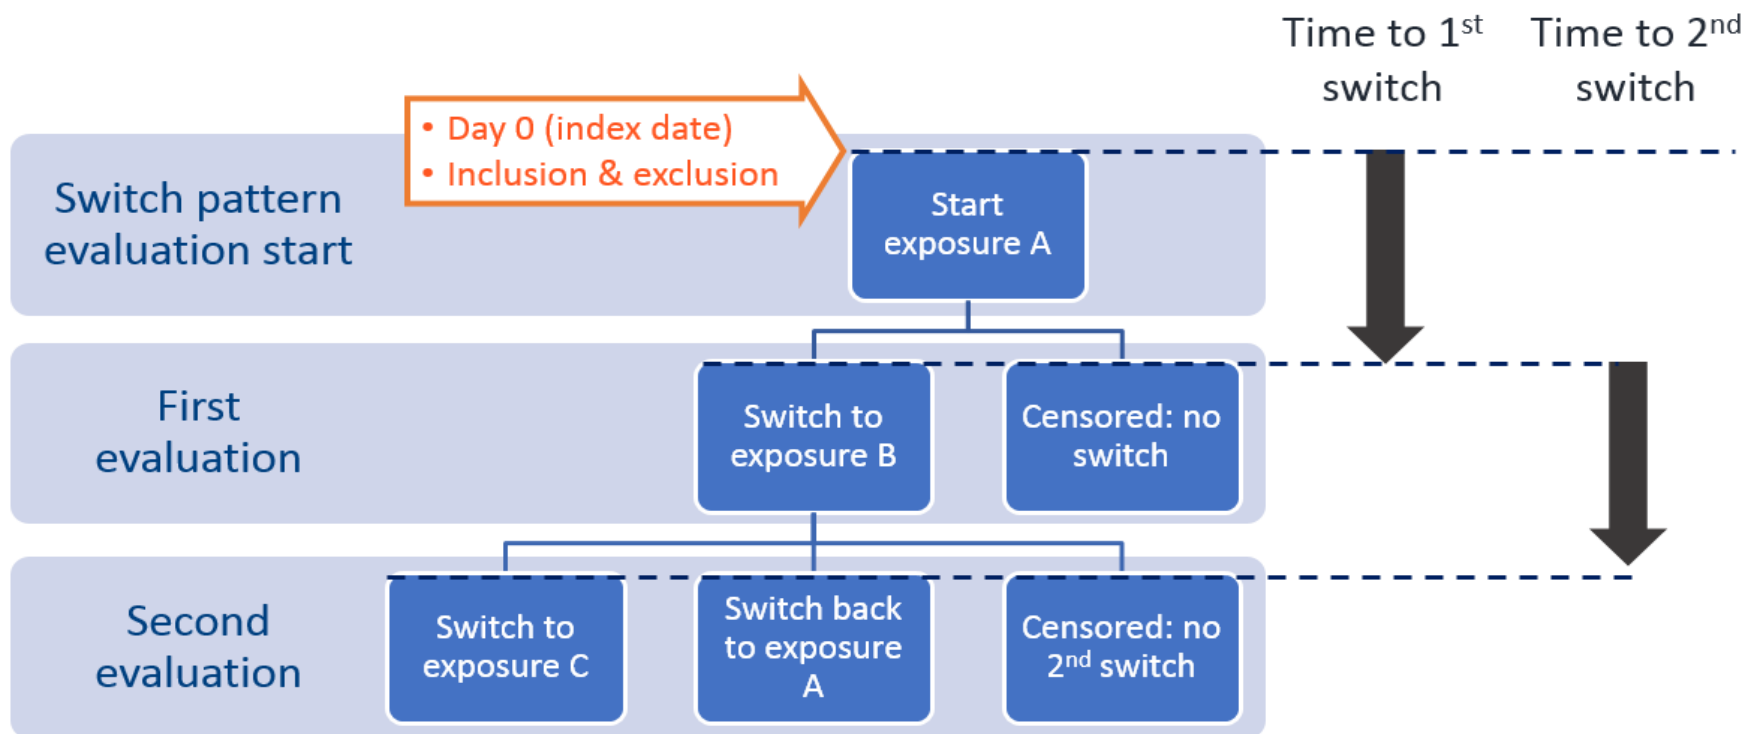 Time to 1st
switch
Time to 2nd
switch
• Day 0 (index date)
• Inclusion & exclusion
Switch pattern
evaluation start
Start
exposure A
First
evaluation
Switch to
exposure B
Censored: no
switch
Second
evaluation
Switch to
exposure C
Switch back
to exposure
A
Censored: no
2nd switch